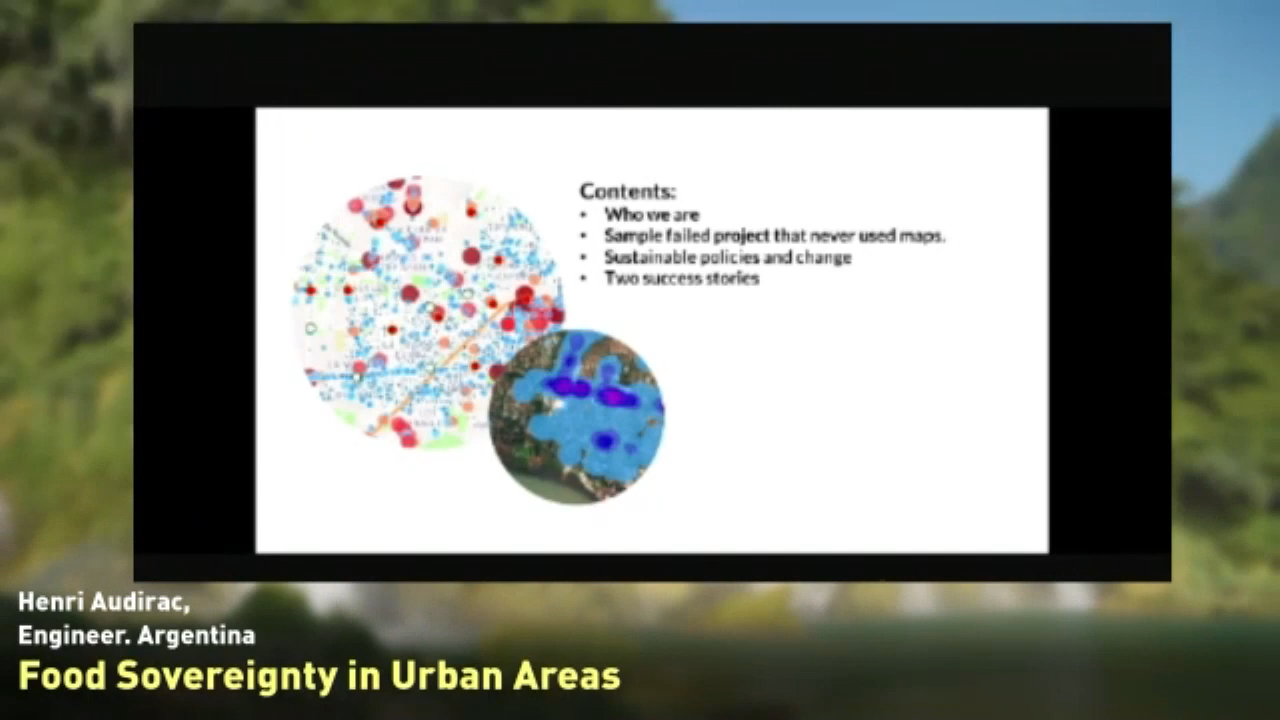 Contents:
• Who we are
• Sample failed project that never used maps.
• Sustainable policies and change
• Two success stories
Henri Audirac,
Engineer. Argentina
Food Sovereignty in Urban Areas